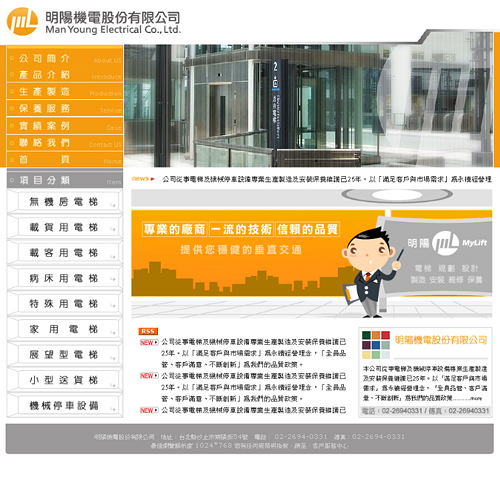 明陽機電股份有限公司
Man Young Electrical Co., Ltd.
公司簡介 About US
產品介紹 Introduce
生產製造 Production
保養服務 Service
實績案例 Case
聯絡我們 Contact US
首頁 Home
項目分類 Item
無機房電梯
載貨用電梯
載客用電梯
病床用電梯
特殊用電梯
家用電梯
展望型電梯
小型送貨梯
機械停車設備
2
NEWS
公司從事電梯及機械停車設備專業生產製造及安裝保養維護已25年。以「滿足客戶與市場需求」為永續經營理
專業的廠商 一流的技術 信賴的品質
提供您穩健的垂直交通
明陽 MyLift
電梯 規劃 設計
製造 安裝 維修 保養
RSS
NEW 公司從事電梯及機械停車設備專業生產製造及安裝保養維護已
25年。以「滿足客戶與市場需求」為永續經營理念，「全員品
管、客戶滿意、不斷創新」為我們的品質政策。
NEW 公司從事電梯及機械停車設備專業生產製造及安裝保養維護已
25年。以「滿足客戶與市場需求」為永續經營理念，「全員品
管、客戶滿意、不斷創新」為我們的品質政策。
NEW 公司從事電梯及機械停車設備專業生產製造及安裝保養維護已
明陽機電股份有限公司
本公司從事電梯及機械停車設備專業生產製造
及安裝保養維護已25年。以「滿足客戶與市場
需求」為永續經營理念，「全員品管、客戶滿
意、不斷創新」為我們的品質政策..........more
電話：02-26940331 / 傳真：02-26940331
明陽機電股份有限公司 地址：台北縣汐止市 54號 電話： 02-2694-0331 傳真：02-2694-0331
最佳網頁解析度 1024*768